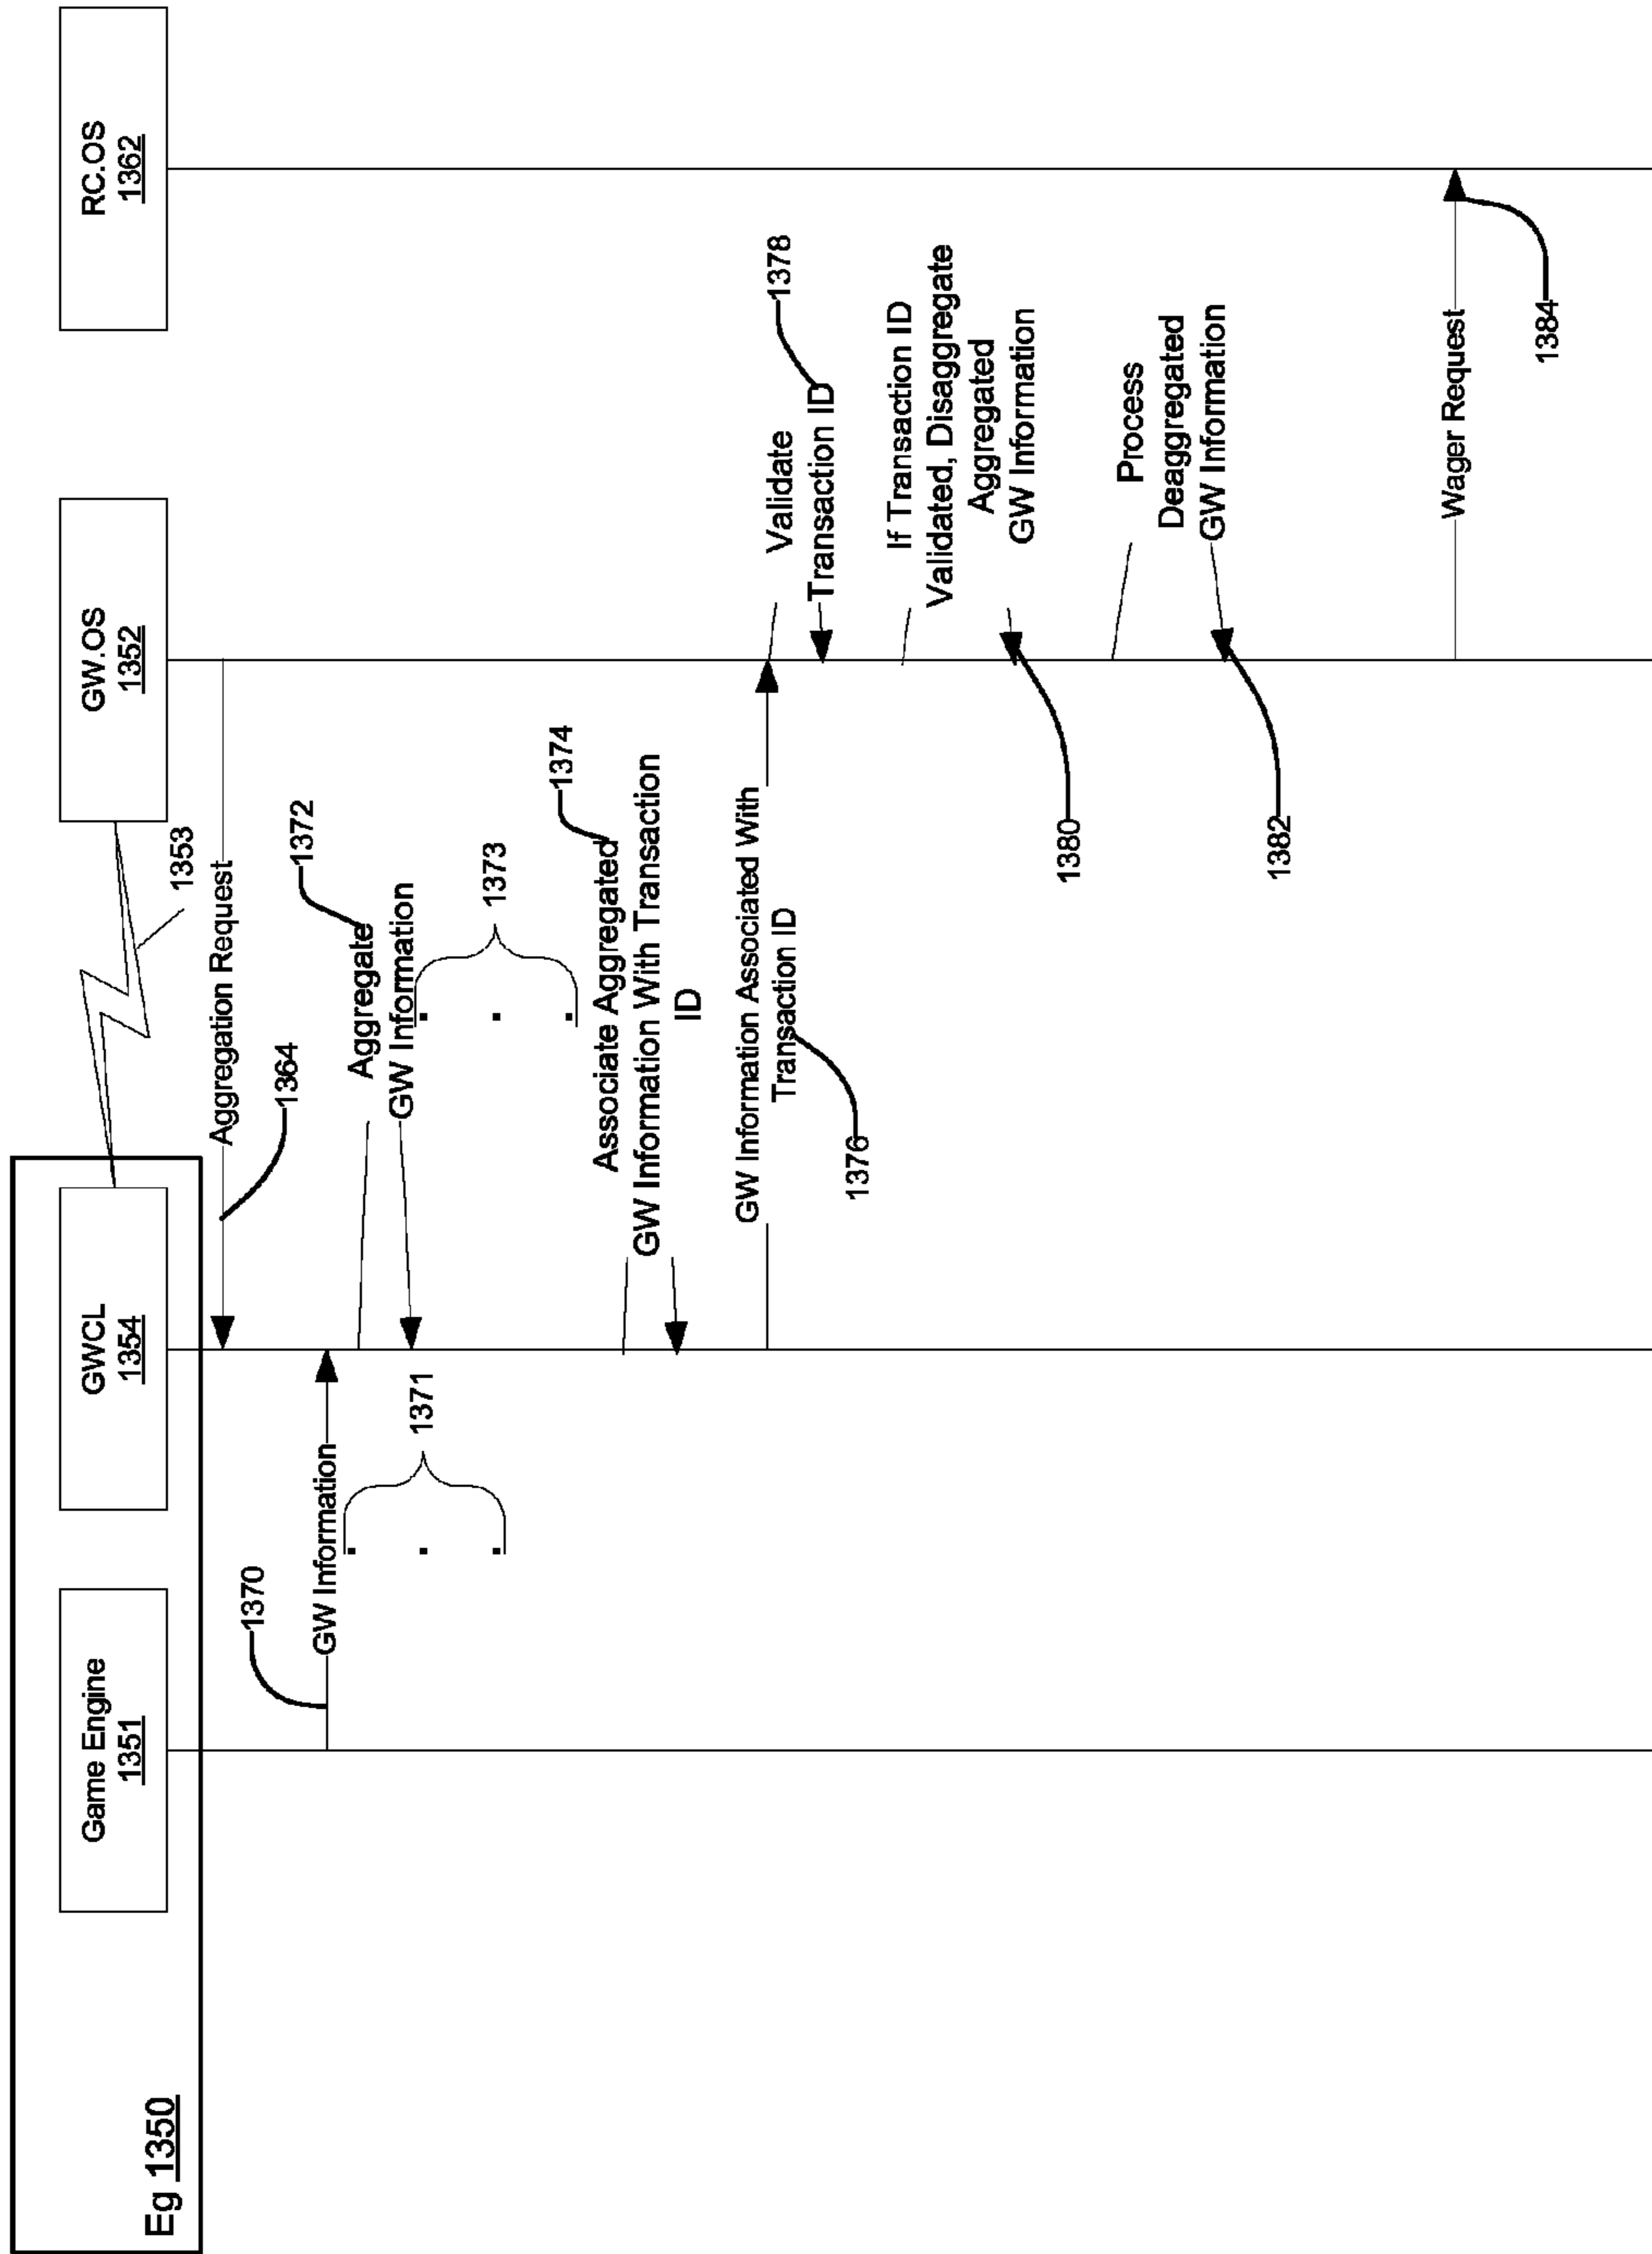 Eg 1350
Game Engine
1351
GWCL
1354
GW.OS
1352
RC.OS
1362
1353
Aggregation Request
1364
1370
GW Information
1371
1372
Aggregate
GW Information
1373
1374
Associate Aggregated
GW Information With Transaction
ID
GW Information Associated With
Transaction ID
1376
Validate
Transaction ID
1378
If Transaction ID
Validated, Disaggregate
Aggregated
GW Information
1380
Process
Deaggregated
GW Information
1382
Wager Request
1384